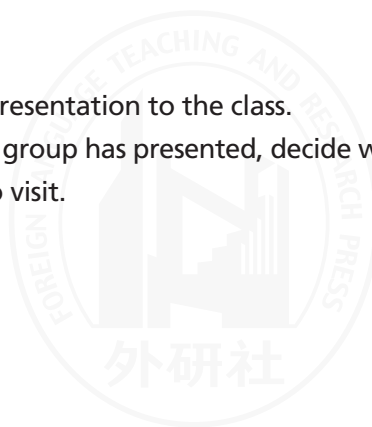 resentation to the class.
group has presented, decide w
visit.
FOREIGN LANGUAGE TEACHING AND RESEARCH PRESS
外研社